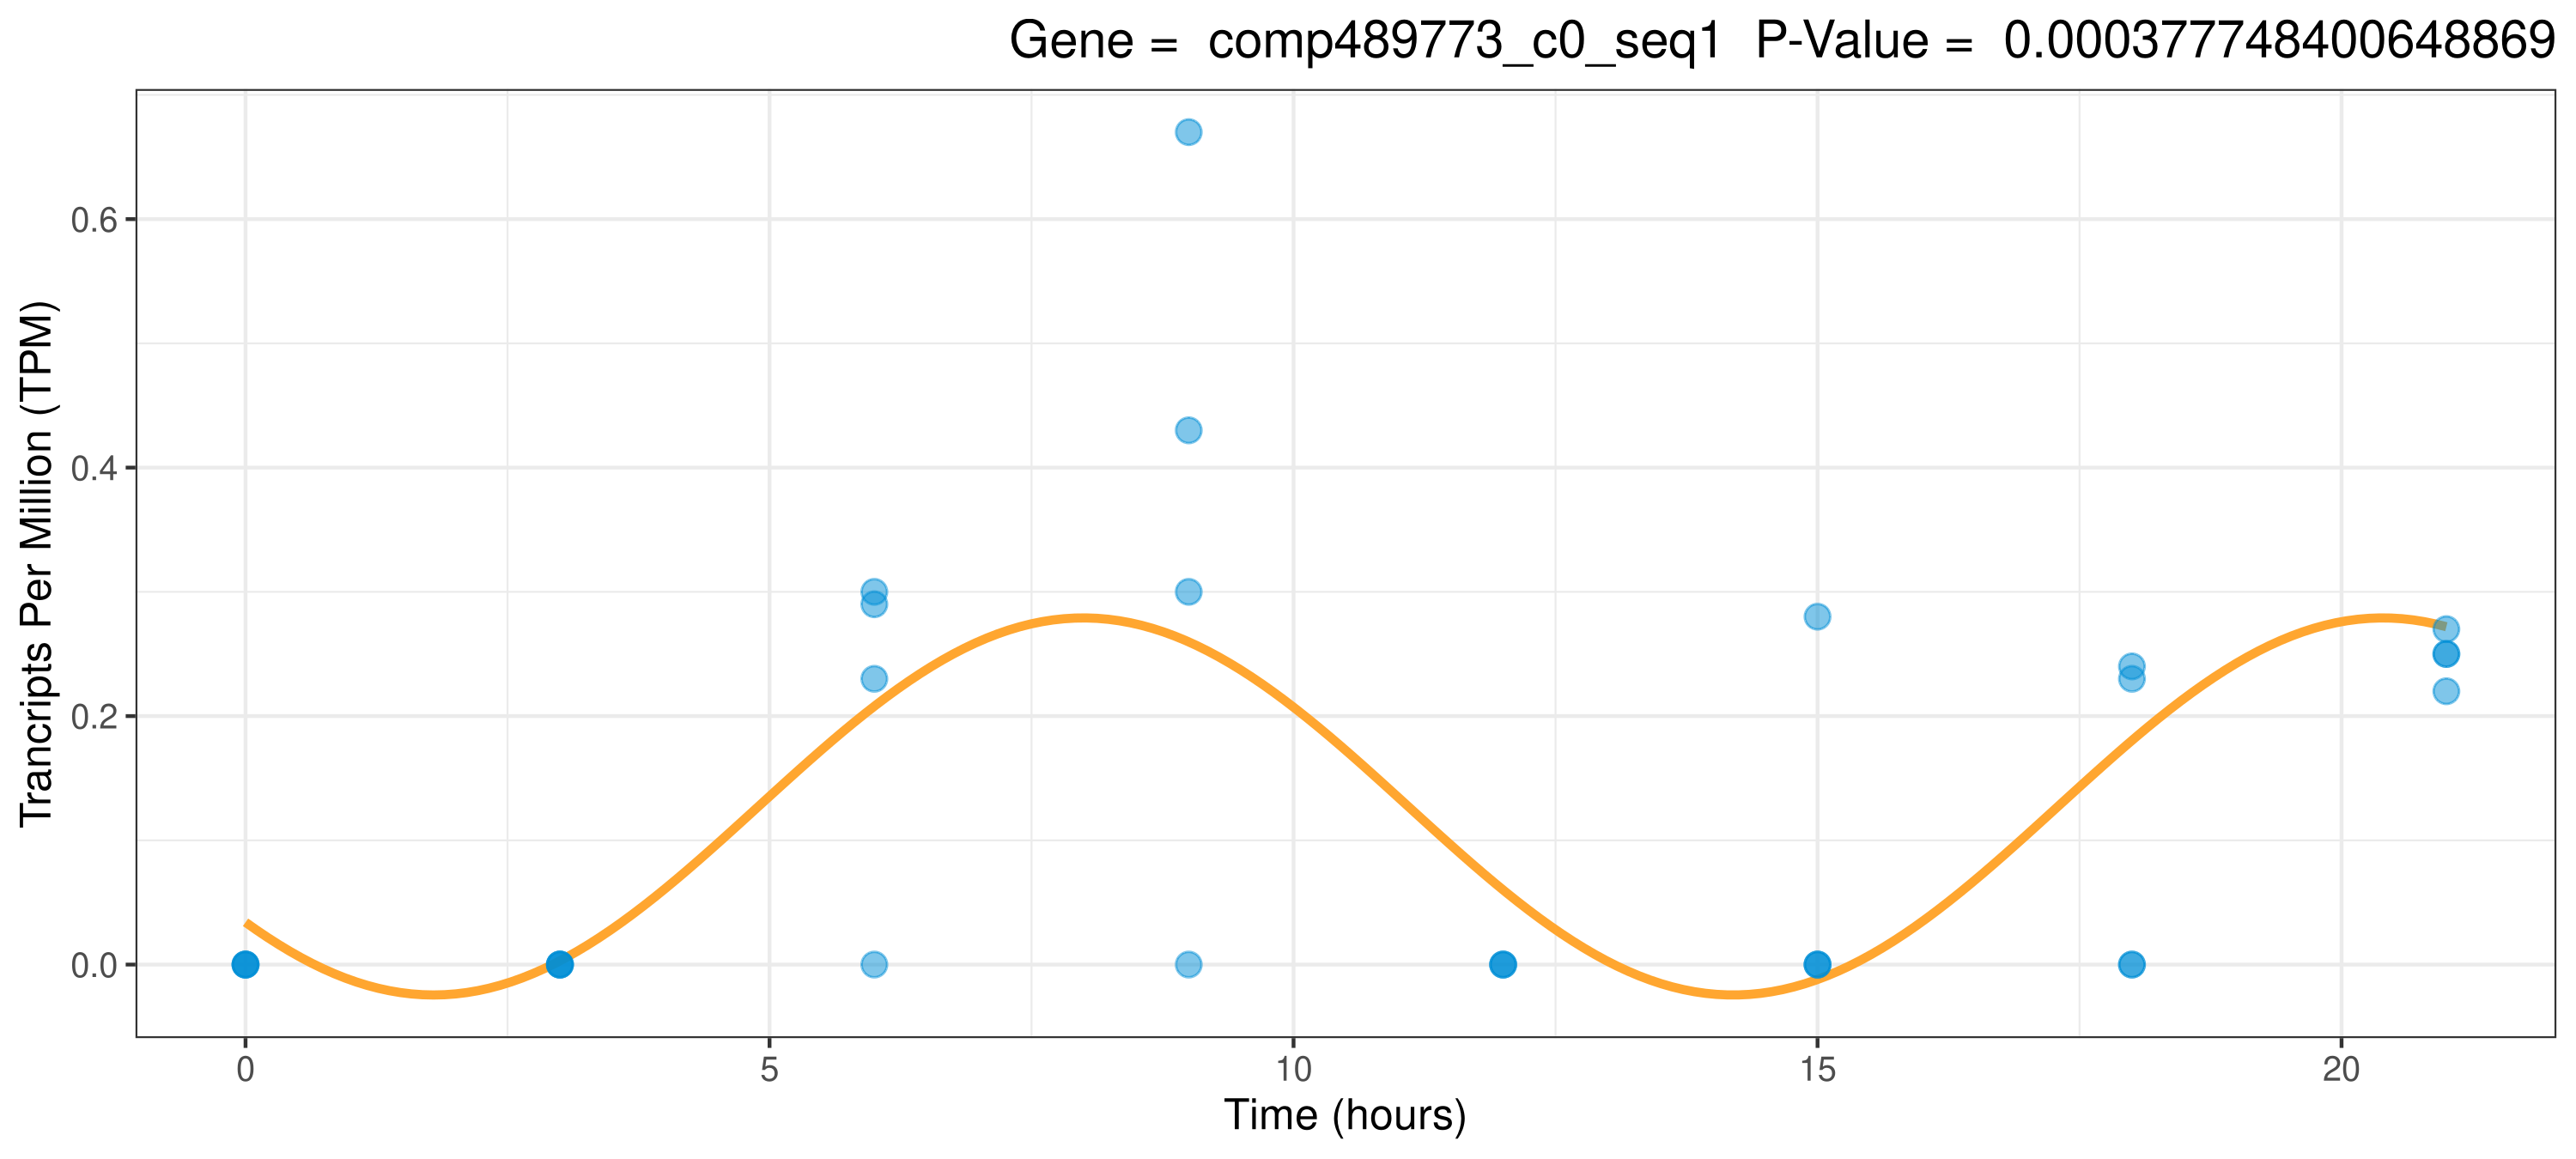 Gene =  comp489773_c0_seq1  P-Value =  0.000377748400648869
Trancripts Per Million (TPM)
0.6
0.4
0.2
0.0
0 5 10 15 20
Time (hours)